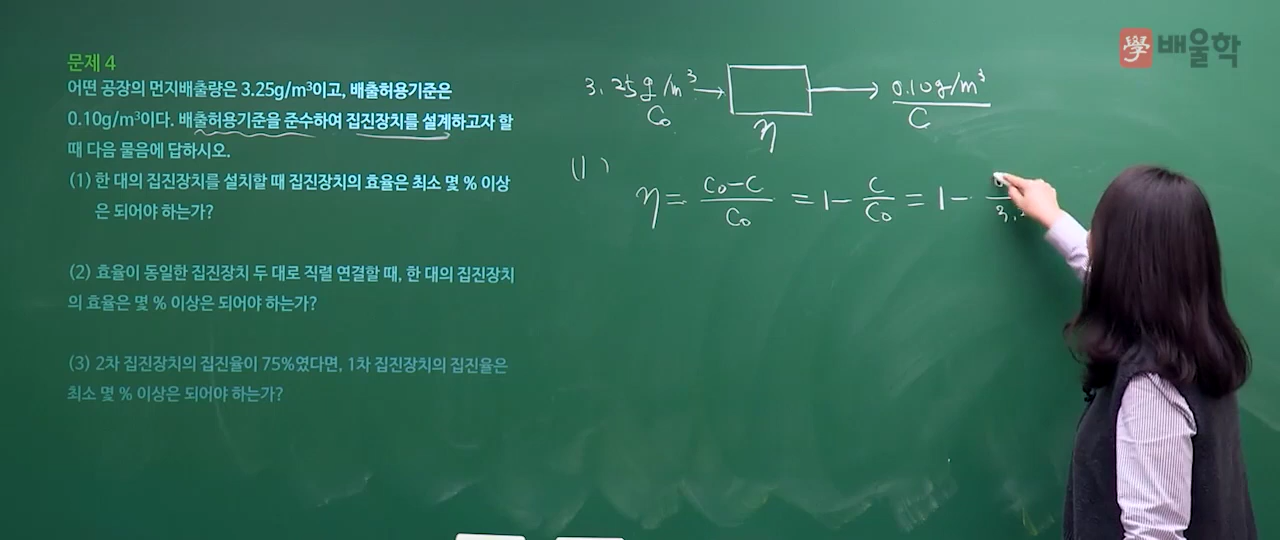 學 배울학
문제 4
어떤 공장의 먼지배출량은 3.25g/m³이고, 배출허용기준은
0.10g/m³이다. 배출허용기준을 준수하여 집진장치를 설계하고자 할
때 다음 물음에 답하시오.
(1) 한 대의 집진장치를 설치할 때 집진장치의 효율은 최소 몇 % 이상
은 되어야 하는가?
(2) 효율이 동일한 집진장치 두 대로 직렬 연결할 때, 한 대의 집진장치
의 효율은 몇 % 이상은 되어야 하는가?
(3) 2차 집진장치의 집진율이 75%였다면, 1차 집진장치의 집진율은
최소 몇 % 이상은 되어야 하는가?
3.25g/m³ → → 0.10g/m³
C₀ η C
(1)
η = (C₀-C)/C₀ = 1 - C/C₀ = 1 -
3.